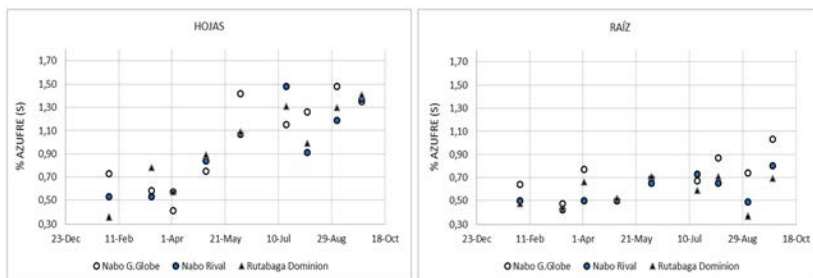 HOJAS
1,70
1,50
1,30
1,10
0,90
0,70
0,50
0,30
% AZUFRE (S)
23-Dec 11-Feb 1-Apr 21-May 10-Jul 29-Aug 18-Oct
Nabo G.Globe Nabo Rival Rutabaga Dominion
RAÍZ
1,70
1,50
1,30
1,10
0,90
0,70
0,50
0,30
% AZUFRE (S)
23-Dec 11-Feb 1-Apr 21-May 10-Jul 29-Aug 18-Oct
Nabo G.Globe Nabo Rival Rutabaga Dominion